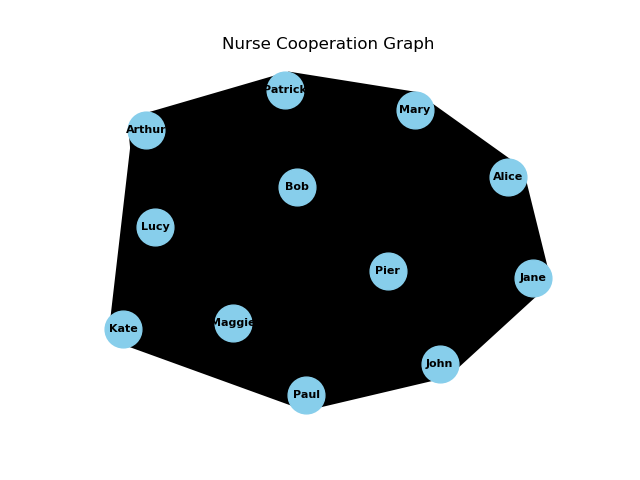 Nurse Cooperation Graph
Patrick
Mary
Arthur
Alice
Bob
Lucy
Pier
Jane
Maggie
Kate
John
Paul